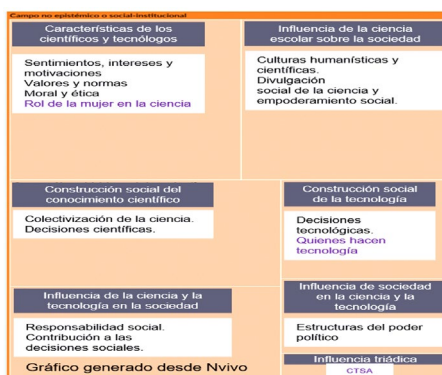 Campo no epistémico o social-institucional
Características de los
científicos y tecnólogos
Sentimientos, intereses y
motivaciones
Valores y normas
Moral y ética
Rol de la mujer en la ciencia
Influencia de la ciencia
escolar sobre la sociedad
Culturas humanísticas y
científicas.
Divulgación
social de la ciencia y
empoderamiento social.
Construcción social del
conocimiento científico
Colectivización de la ciencia.
Decisiones científicas.
Construcción social
de la tecnología
Decisiones
tecnológicas.
Quienes hacen
tecnología
Influencia de la ciencia y la
tecnología en la sociedad
Responsabilidad social.
Contribución a las
decisiones sociales.
Influencia de sociedad
en la ciencia y la
tecnología
Estructuras del poder
político
Influencia triádica
CTSA
Gráfico generado desde Nvivo